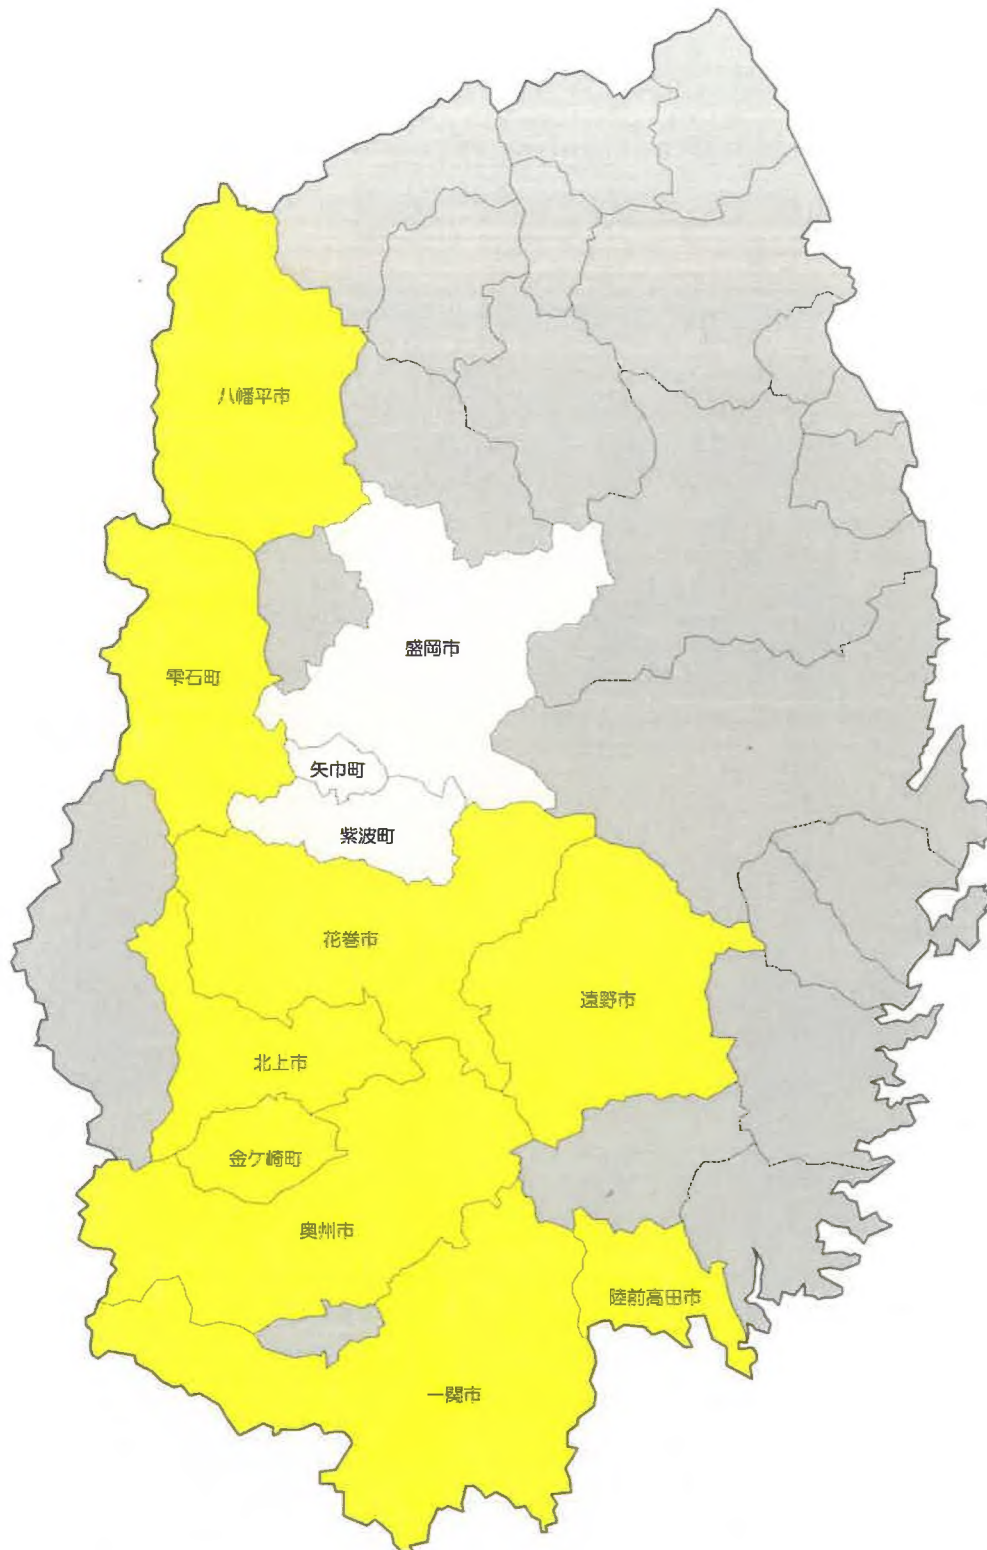 八幡平市
盛岡市
雫石町
矢巾町
紫波町
花巻市
遠野市
北上市
金ケ崎町
奥州市
陸前高田市
一関市